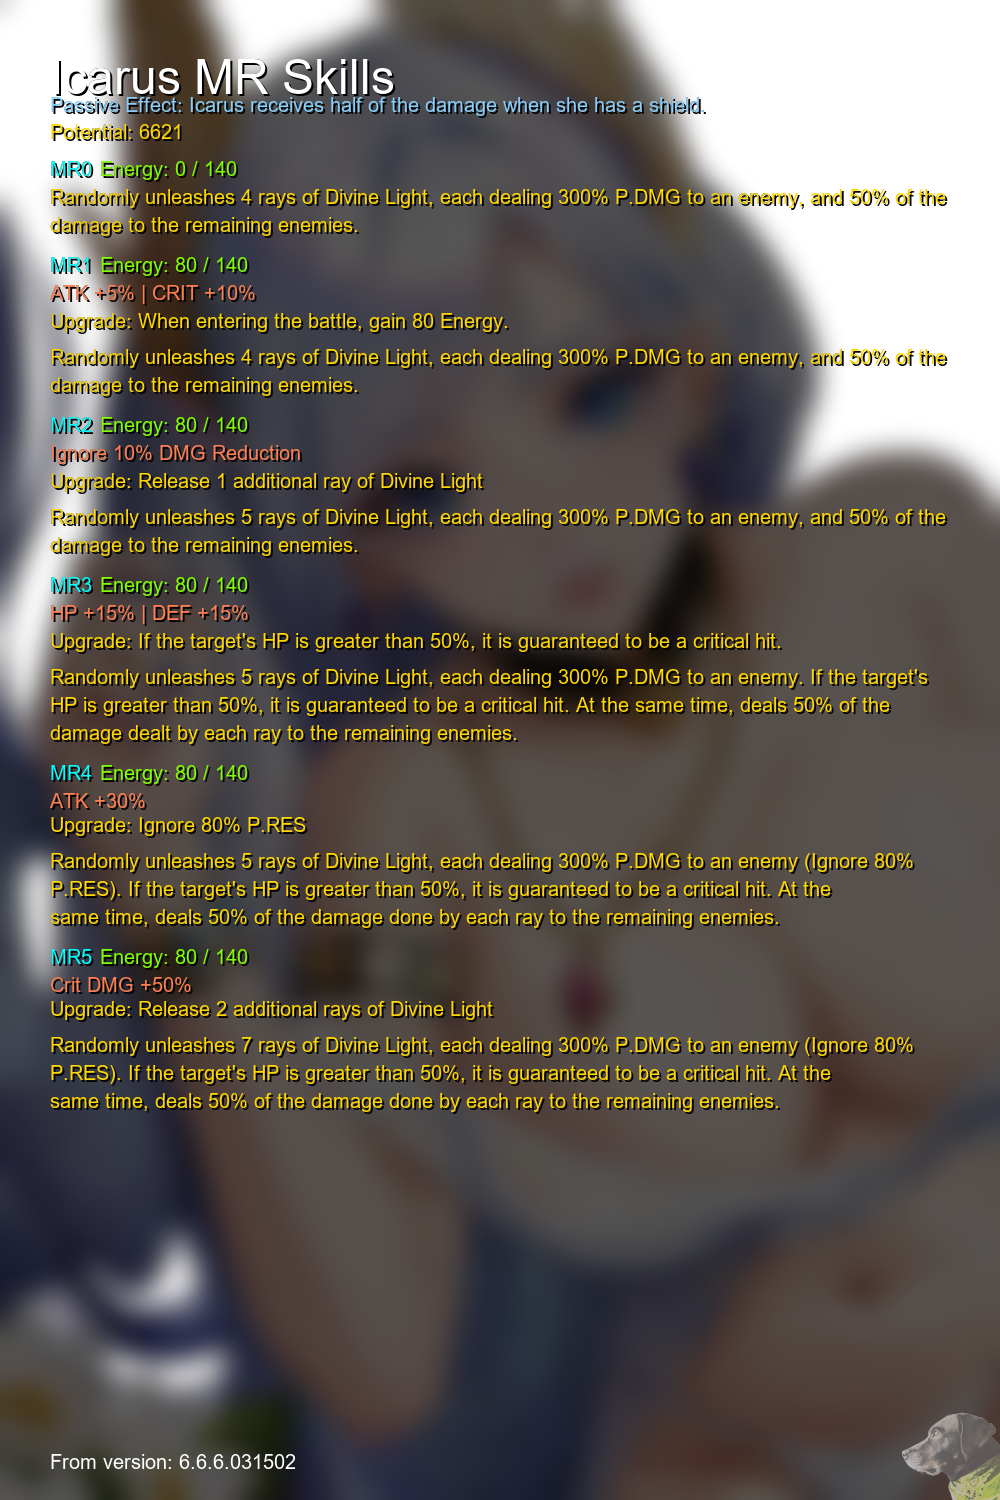 Icarus MR Skills
Passive Effect: Icarus receives half of the damage when she has a shield.
Potential: 6621
MR0 Energy: 0 / 140
Randomly unleashes 4 rays of Divine Light, each dealing 300% P.DMG to an enemy, and 50% of the
damage to the remaining enemies.
MR1 Energy: 80 / 140
ATK +5% | CRIT +10%
Upgrade: When entering the battle, gain 80 Energy.
Randomly unleashes 4 rays of Divine Light, each dealing 300% P.DMG to an enemy, and 50% of the
damage to the remaining enemies.
MR2 Energy: 80 / 140
Ignore 10% DMG Reduction
Upgrade: Release 1 additional ray of Divine Light
Randomly unleashes 5 rays of Divine Light, each dealing 300% P.DMG to an enemy, and 50% of the
damage to the remaining enemies.
MR3 Energy: 80 / 140
HP +15% | DEF +15%
Upgrade: If the target's HP is greater than 50%, it is guaranteed to be a critical hit.
Randomly unleashes 5 rays of Divine Light, each dealing 300% P.DMG to an enemy. If the target's
HP is greater than 50%, it is guaranteed to be a critical hit. At the same time, deals 50% of the
damage dealt by each ray to the remaining enemies.
MR4 Energy: 80 / 140
ATK +30%
Upgrade: Ignore 80% P.RES
Randomly unleashes 5 rays of Divine Light, each dealing 300% P.DMG to an enemy (Ignore 80%
P.RES). If the target's HP is greater than 50%, it is guaranteed to be a critical hit. At the
same time, deals 50% of the damage done by each ray to the remaining enemies.
MR5 Energy: 80 / 140
Crit DMG +50%
Upgrade: Release 2 additional rays of Divine Light
Randomly unleashes 7 rays of Divine Light, each dealing 300% P.DMG to an enemy (Ignore 80%
P.RES). If the target's HP is greater than 50%, it is guaranteed to be a critical hit. At the
same time, deals 50% of the damage done by each ray to the remaining enemies.
From version: 6.6.6.031502